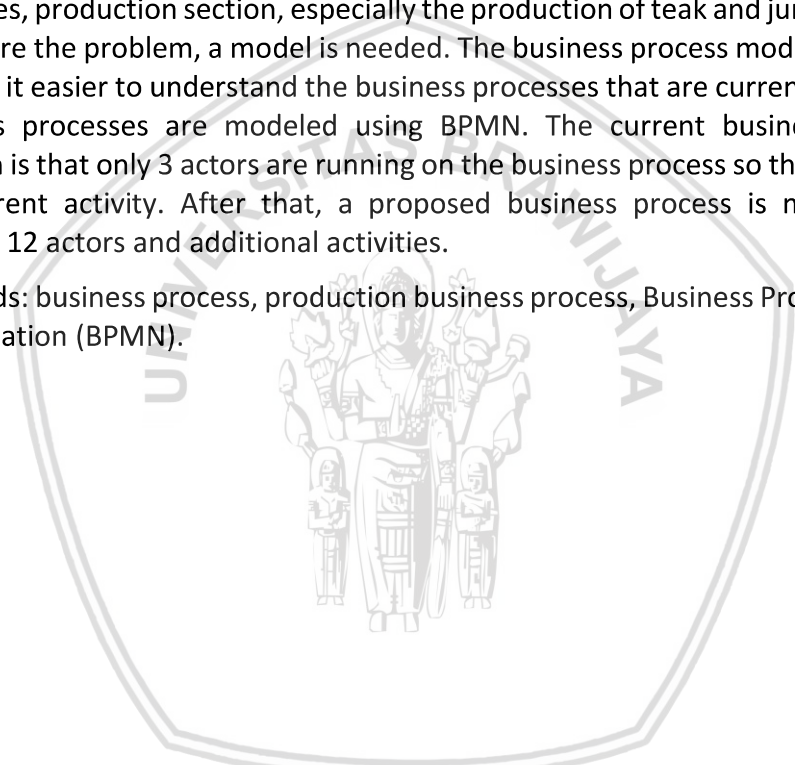 es, production section, especially the production of teak and ju
re the problem, a model is needed. The business process mod
it easier to understand the business processes that are curren
s processes are modeled using BPMN. The current busin
is that only 3 actors are running on the business process so th
rent activity. After that, a proposed business process is
12 actors and additional activities.
ds: business process, production business process, Business Pro
ation (BPMN).
UNIVERSITAS BRAWIJAYA